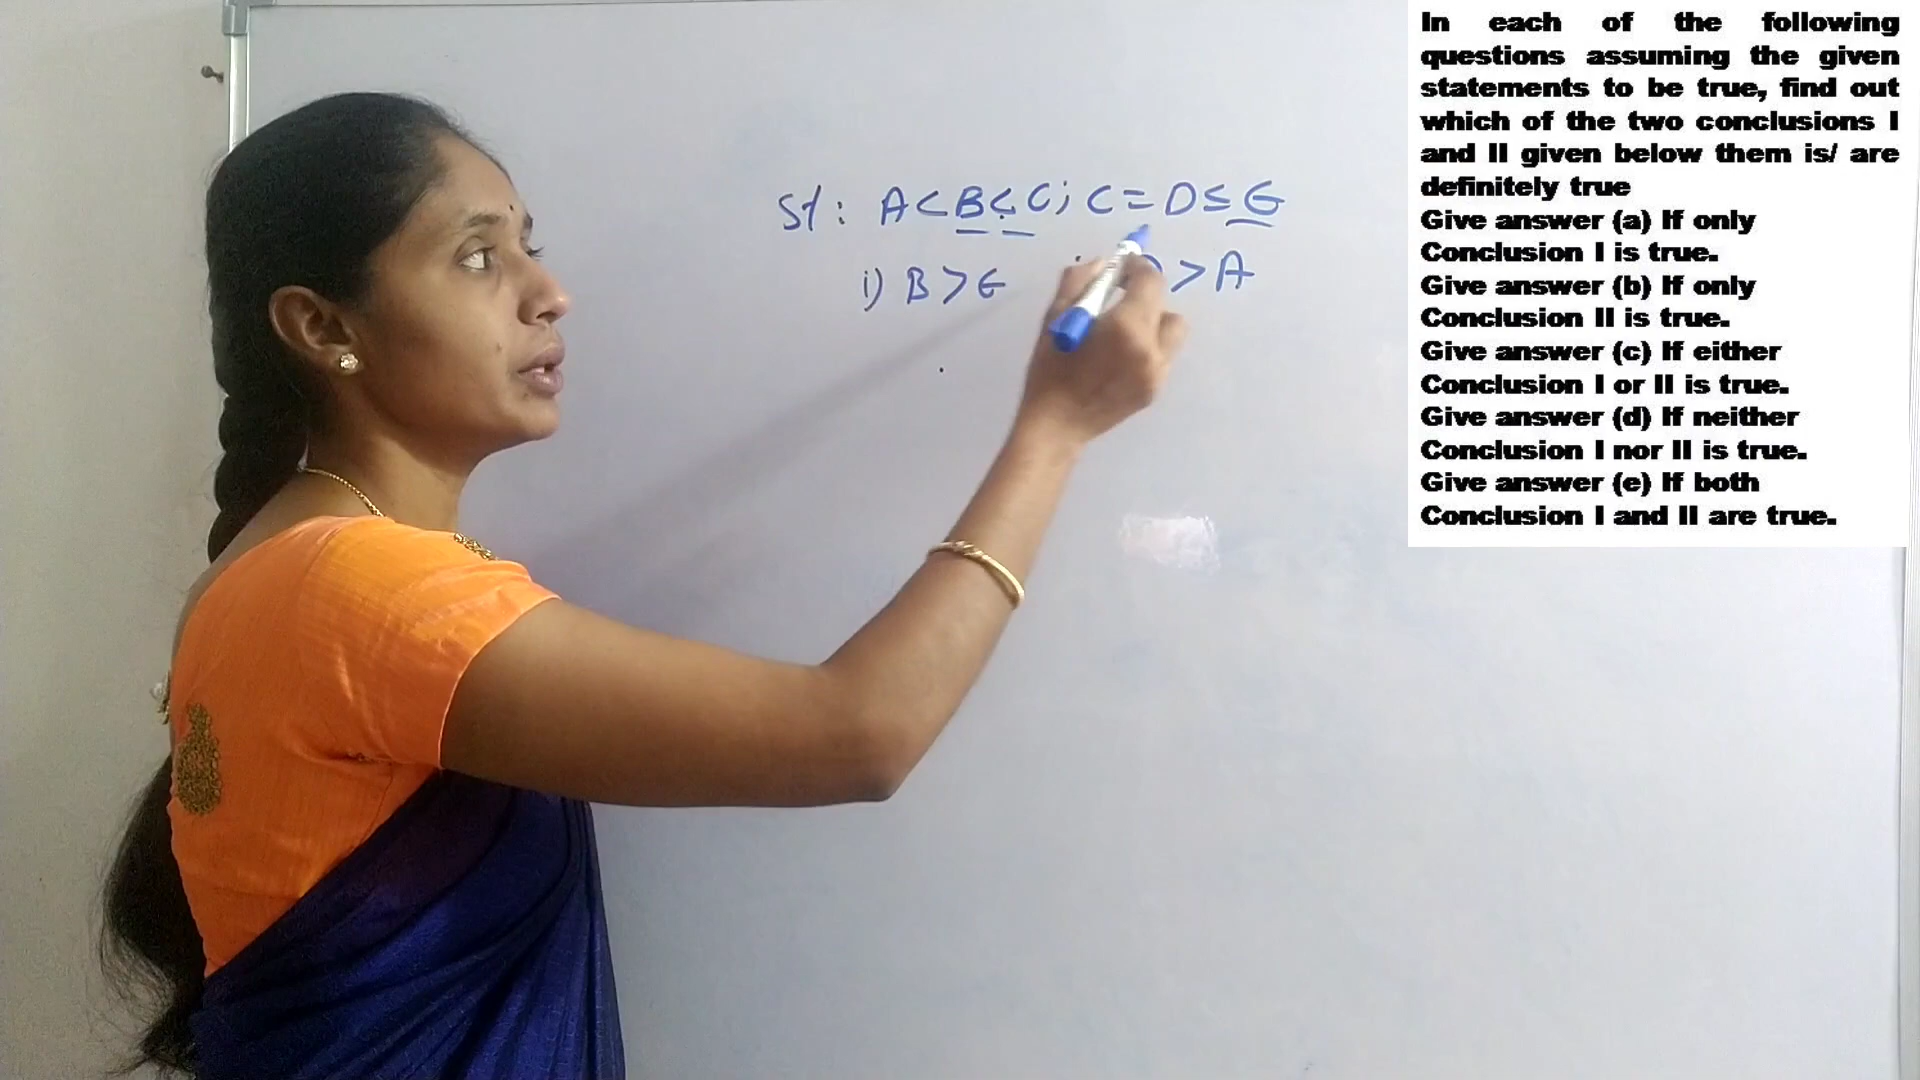 St: A < B < C; C = D ≤ G
i) B > G > A
In each of the following
questions assuming the given
statements to be true, find out
which of the two conclusions I
and II given below them is/ are
definitely true
Give answer (a) If only
Conclusion I is true.
Give answer (b) If only
Conclusion II is true.
Give answer (c) If either
Conclusion I or II is true.
Give answer (d) If neither
Conclusion I nor II is true.
Give answer (e) If both
Conclusion I and II are true.